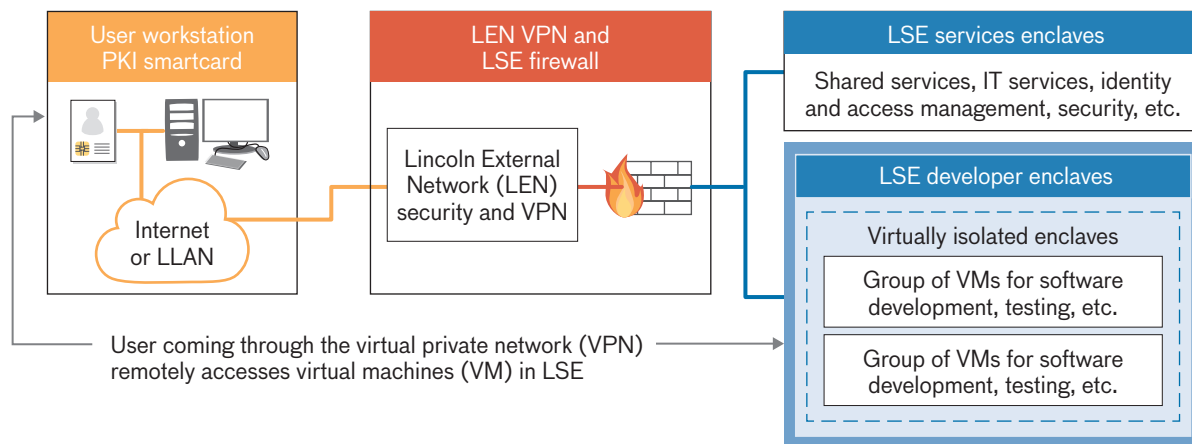 User workstation
PKI smartcard
Internet
or LLAN
LEN VPN and
LSE firewall
Lincoln External
Network (LEN)
security and VPN
LSE services enclaves
Shared services, IT services, identity
and access management, security, etc.
LSE developer enclaves
Virtually isolated enclaves
Group of VMs for software
development, testing, etc.
Group of VMs for software
development, testing, etc.
User coming through the virtual private network (VPN)
remotely accesses virtual machines (VM) in LSE